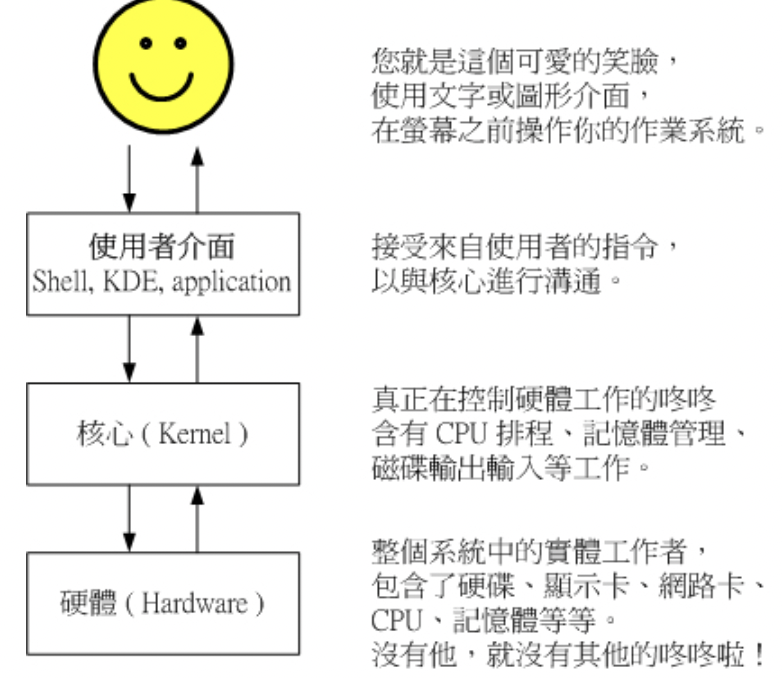 您就是這個可愛的笑臉，
使用文字或圖形介面，
在螢幕之前操作你的作業系統。
使用者介面
Shell, KDE, application
接受來自使用者的指令，
以與核心進行溝通。
核心 ( Kernel )
真正在控制硬體工作的咚咚
含有 CPU 排程、記憶體管理、
磁碟輸出輸入等工作。
硬體 ( Hardware )
整個系統中的實體工作者，
包含了硬碟、顯示卡、網路卡、
CPU、記憶體等等。
沒有他，就沒有其他的咚咚啦！